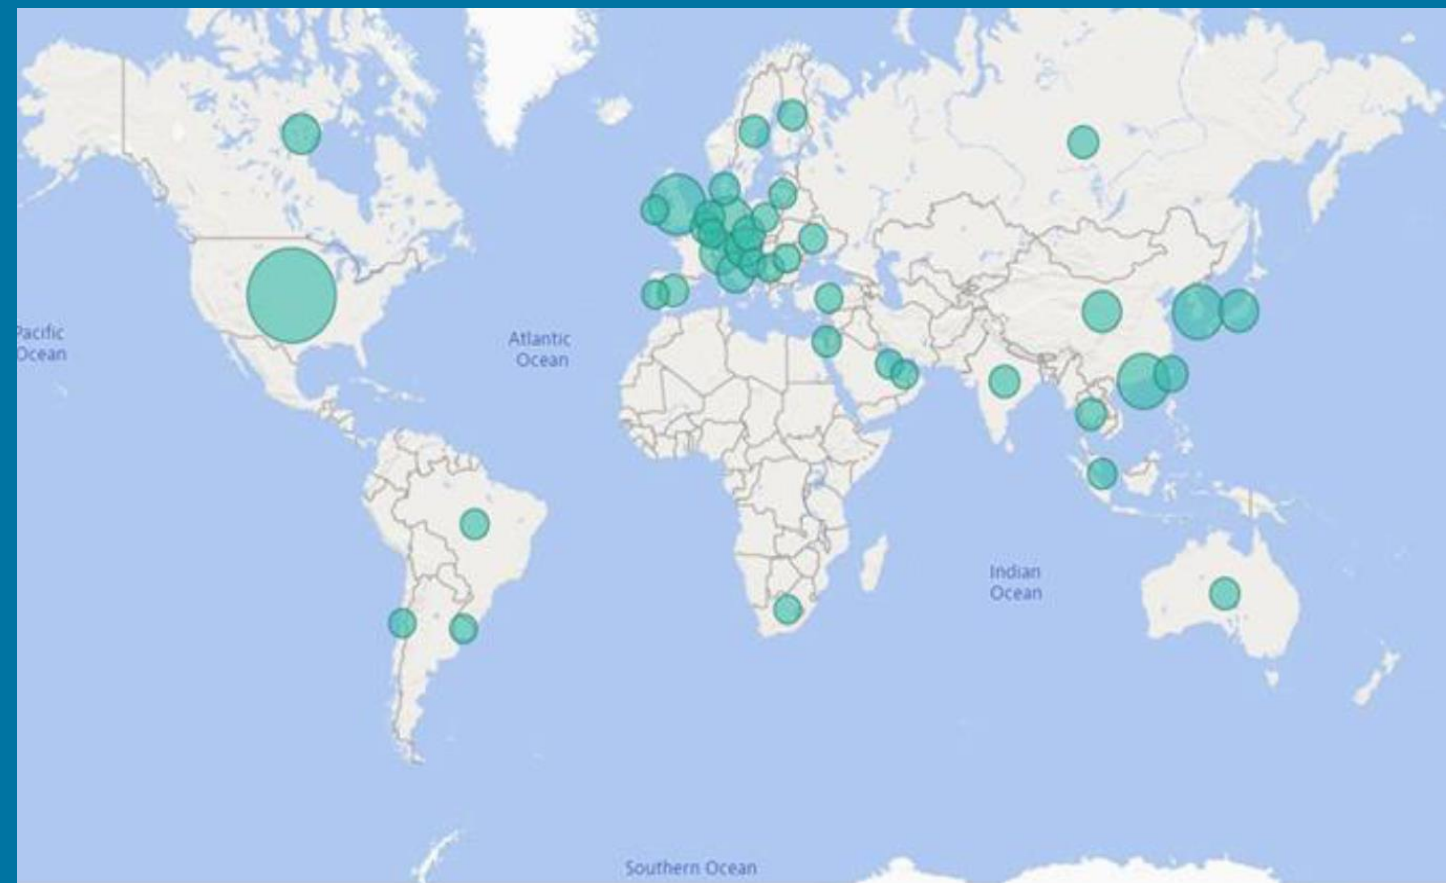 Pacific
Ocean
Atlantic
Ocean
Indian
Ocean
Southern Ocean